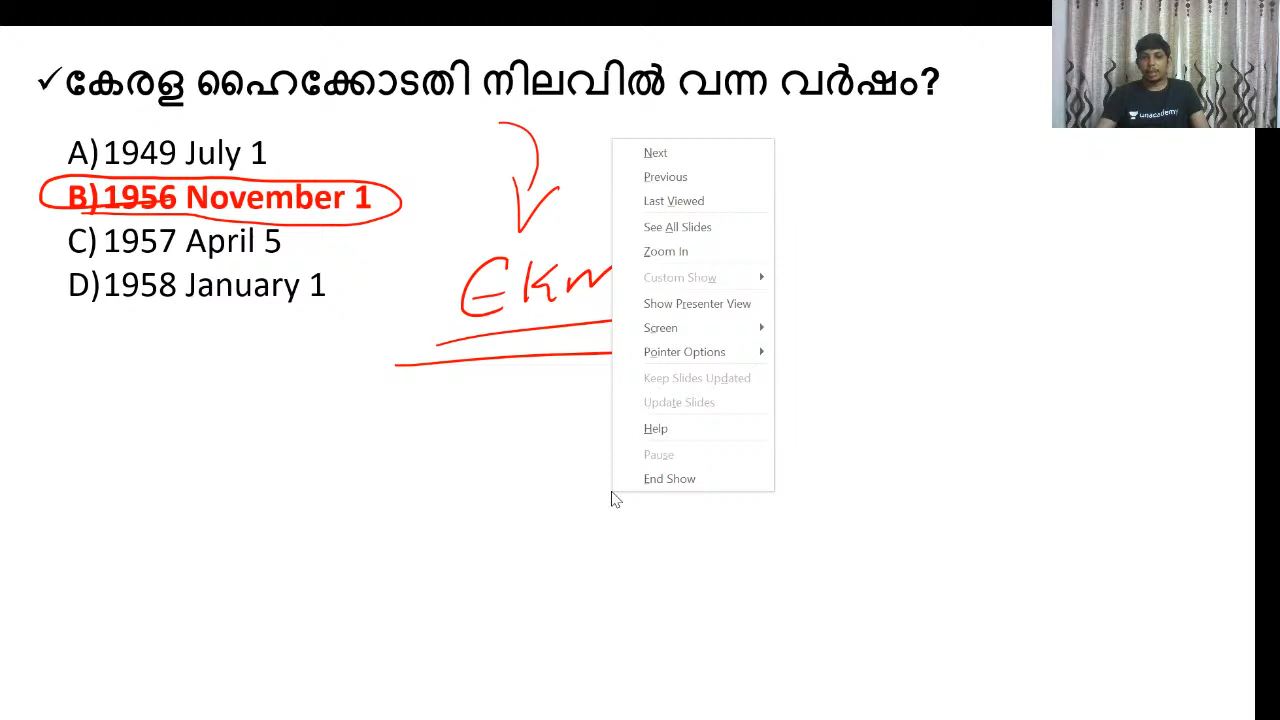 ✓കേരള ഹൈക്കോടതി നിലവിൽ വന്ന വർഷം?
A) 1949 July 1
B) 1956 November 1
C) 1957 April 5
D) 1958 January 1
EKm
Next
Previous
Last Viewed
See All Slides
Zoom In
Custom Show
Show Presenter View
Screen
Pointer Options
Keep Slides Updated
Update Slides
Help
Pause
End Show
unacademy